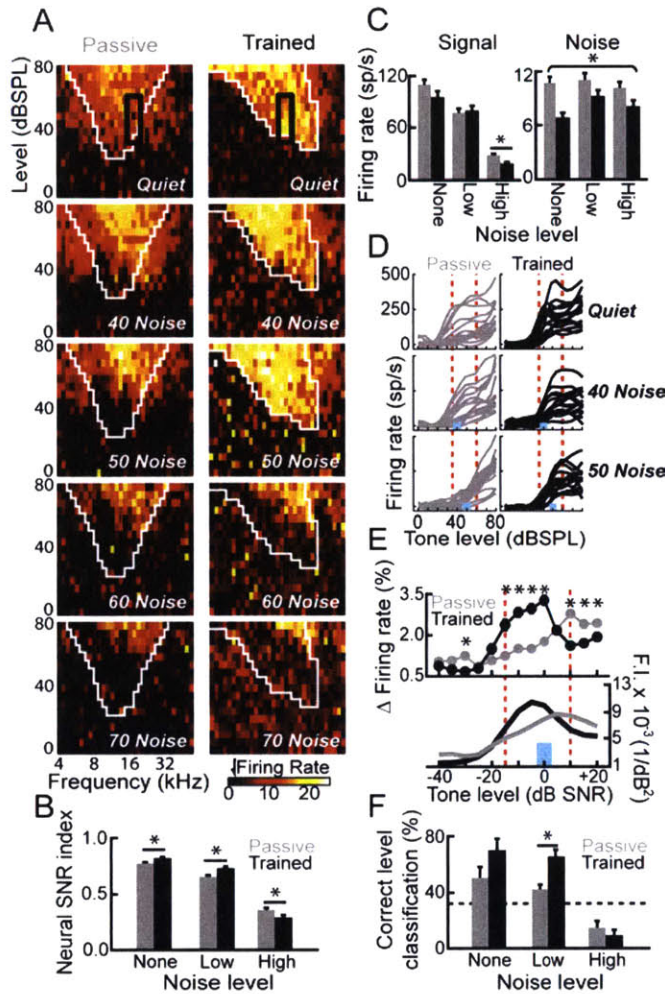 A
Passive
Trained
Level (dBSPL)
80
40
0
Quiet
Quiet
80
40
0
40 Noise
40 Noise
80
40
0
50 Noise
50 Noise
80
40
0
60 Noise
60 Noise
80
40
0
70 Noise
70 Noise
4 8 16 32
4 8 16 32
Frequency (kHz)
Firing Rate
0 10 20
B
Neural SNR index
1.0
0.5
0.0
* * *
Passive
Trained
None Low High
Noise level
C
Signal
Noise
Firing rate (sp/s)
120
60
0
*
12
6
0
*
None Low High
None Low High
Noise level
D
Passive
Trained
500
250
0
Quiet
40 Noise
50 Noise
Firing rate (sp/s)
0 40 80
Tone level (dBSPL)
E
Δ Firing rate (%)
3.5
2.0
0.5
Passive
Trained
* **** ***
F.I. x 10-3 (1/dB2)
13
9
5
1
-40 -20 0 +20
Tone level (dB SNR)
F
Correct level
classification (%)
80
40
0
Passive
Trained
*
None Low High
Noise level